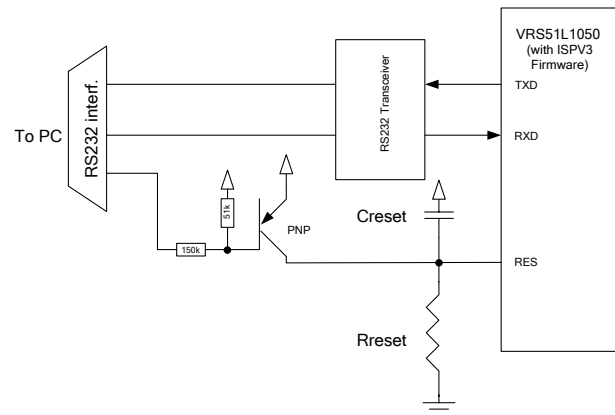 VRS51L1050
(with ISPV3
Firmware)
TXD
RXD
RES
RS232 Transceiver
To PC
RS232 interf.
51k
150k
PNP
Creset
Rreset